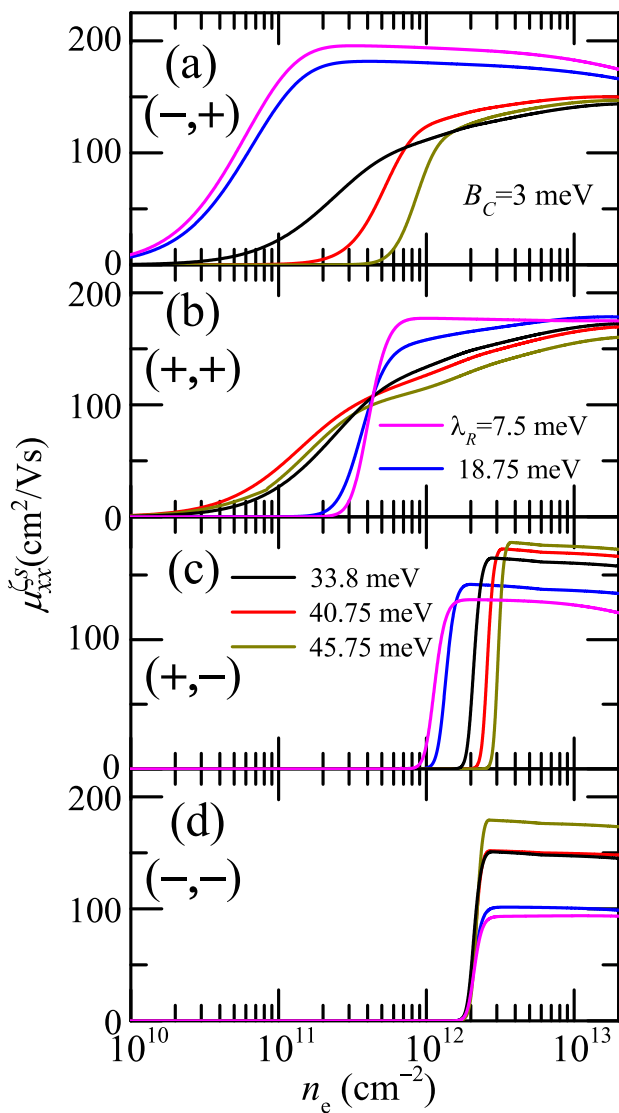 200
(a)
(−,+)
100
B_C=3 meV
0
200
(b)
(+,+)
100
λ_R=7.5 meV
18.75 meV
0
μ_xx^ςs(cm²/Vs)
(c)
33.8 meV
40.75 meV
100
45.75 meV
(+,−)
0
200
(d)
(−,−)
100
0
10^10 10^11 10^12 10^13
n_e (cm^−2)